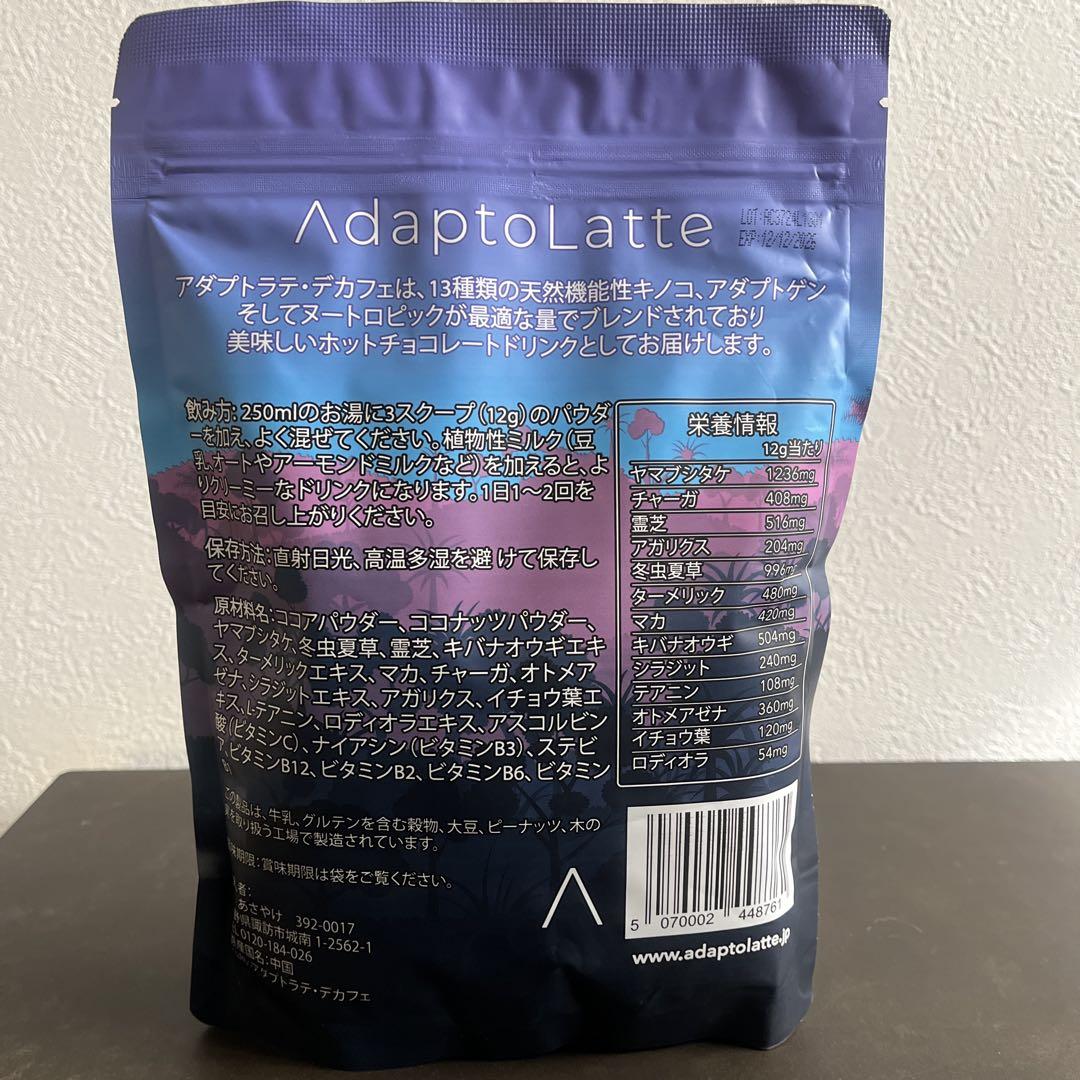 AdaptoLatte
EXP:12/12/2026
アダプトラテ・デカフェは、13種類の天然機能性キノコ、アダプトゲン
そしてヌートロピックが最適な量でブレンドされており
美味しいホットチョコレートドリンクとしてお届けします。
飲み方: 250mlのお湯に3スクープ(12g)のパウダ
ーを加え、よく混ぜてください。植物性ミルク(豆
乳、オートやアーモンドミルクなど)を加えると、よ
りクリーミーなドリンクになります。1日1〜2回を
目安にお召し上がりください。
保存方法:直射日光、高温多湿を避 けて保存し
てください。
原材料名:ココアパウダー、ココナッツパウダー、
ヤマブシタケ、冬虫夏草、霊芝、キバナオウギエキ
ス、ターメリックエキス、マカ、チャーガ、オトメア
ゼナ、シラジットエキス、アガリクス、イチョウ葉エ
キス、L-テアニン、ロディオラエキス、アスコルビン
酸(ビタミンC)、ナイアシン(ビタミンB3)、ステビ
ア、ビタミンB12、ビタミンB2、ビタミンB6、ビタミン
この製品は、牛乳、グルテンを含む穀物、大豆、ピーナッツ、木の
実を取り扱う工場で製造されています。
味期限:賞味期限は袋をご覧ください。
者:
あさやけ 392-0017
県諏訪市城南 1-2562-1
0120-184-026
国名:中国
アダプトラテ・デカフェ
栄養情報
12g当たり
ヤマブシタケ 1236mg
チャーガ 408mg
霊芝 516mg
アガリクス 204mg
冬虫夏草 996mg
ターメリック 480mg
マカ 420mg
キバナオウギ 504mg
シラジット 240mg
テアニン 108mg
オトメアゼナ 360mg
イチョウ葉 120mg
ロディオラ 54mg
5 070002 448761
www.adaptolatte.jp